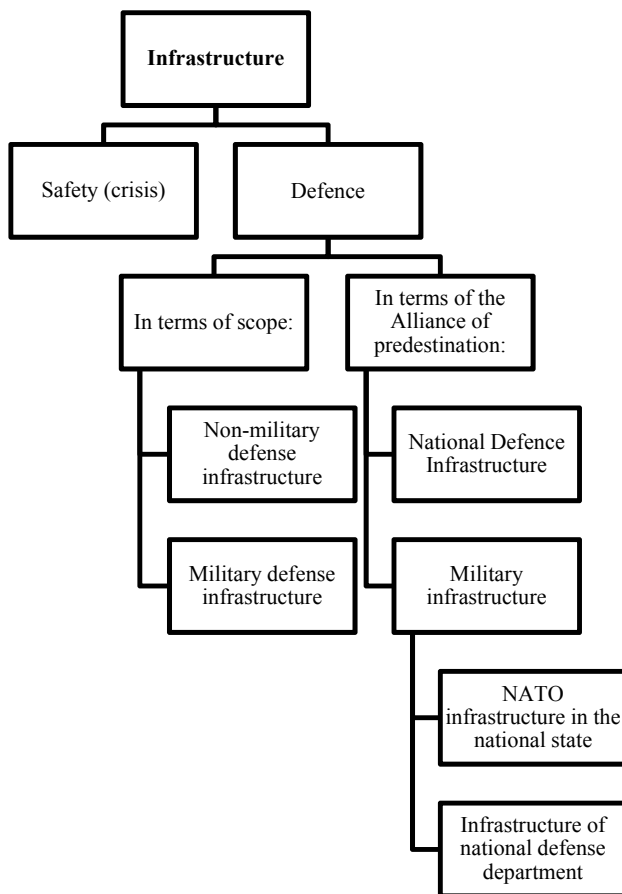 Infrastructure
Safety (crisis)
Defence
In terms of scope:
In terms of the
Alliance of
predestination:
Non-military
defense
infrastructure
National Defence
Infrastructure
Military defense
infrastructure
Military
infrastructure
NATO
infrastructure in the
national state
Infrastructure of
national defense
department